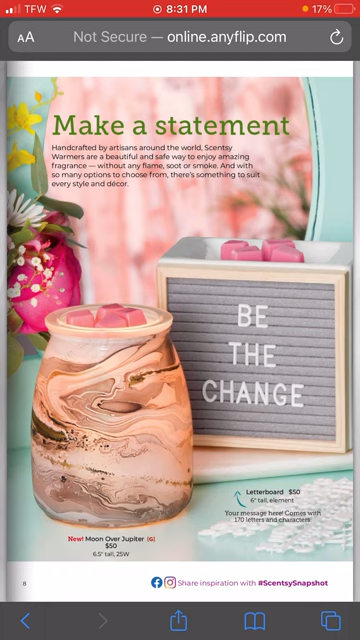 TFW 8:31 PM 17%
AA Not Secure — online.anyflip.com
Make a statement
Handcrafted by artisans around the world, Scentsy
Warmers are a beautiful and safe way to enjoy amazing
fragrance — without any flame, soot or smoke. And with
so many options to choose from, there's something to suit
every style and décor.
BE
THE
CHANGE
Letterboard $50
6" tall, element
Your message here! Comes with
170 letters and characters!
New! Moon Over Jupiter [G]
$50
6.5" tall, 25W
8
Share inspiration with #ScentsySnapshot